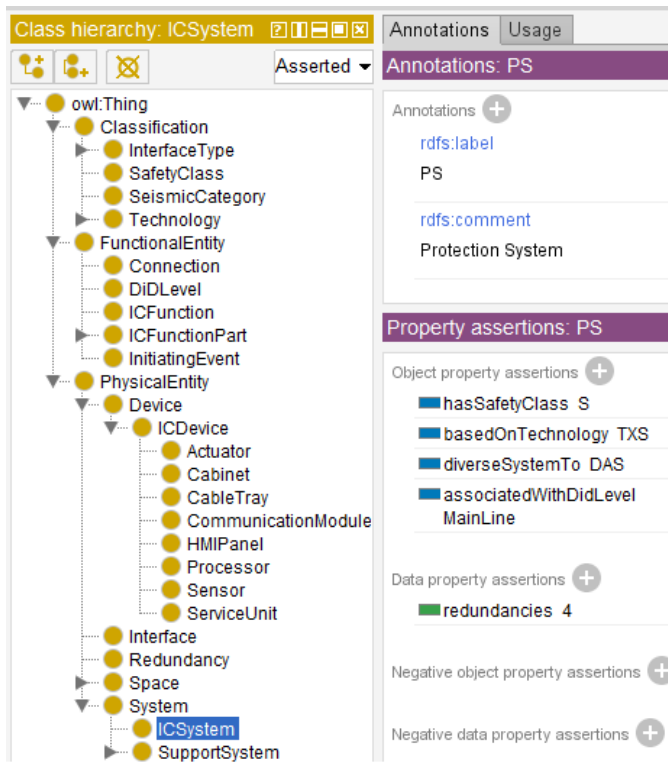 Class hierarchy: ICSystem
Asserted
owl:Thing
Classification
InterfaceType
SafetyClass
SeismicCategory
Technology
FunctionalEntity
Connection
DiDLevel
ICFunction
ICFunctionPart
InitiatingEvent
PhysicalEntity
Device
ICDevice
Actuator
Cabinet
CableTray
CommunicationModule
HMIPanel
Processor
Sensor
ServiceUnit
Interface
Redundancy
Space
System
ICSystem
SupportSystem
Annotations Usage
Annotations: PS
Annotations
rdfs:label
PS
rdfs:comment
Protection System
Property assertions: PS
Object property assertions
hasSafetyClass S
basedOnTechnology TXS
diverseSystemTo DAS
associatedWithDidLevel
MainLine
Data property assertions
redundancies 4
Negative object property assertions
Negative data property assertions